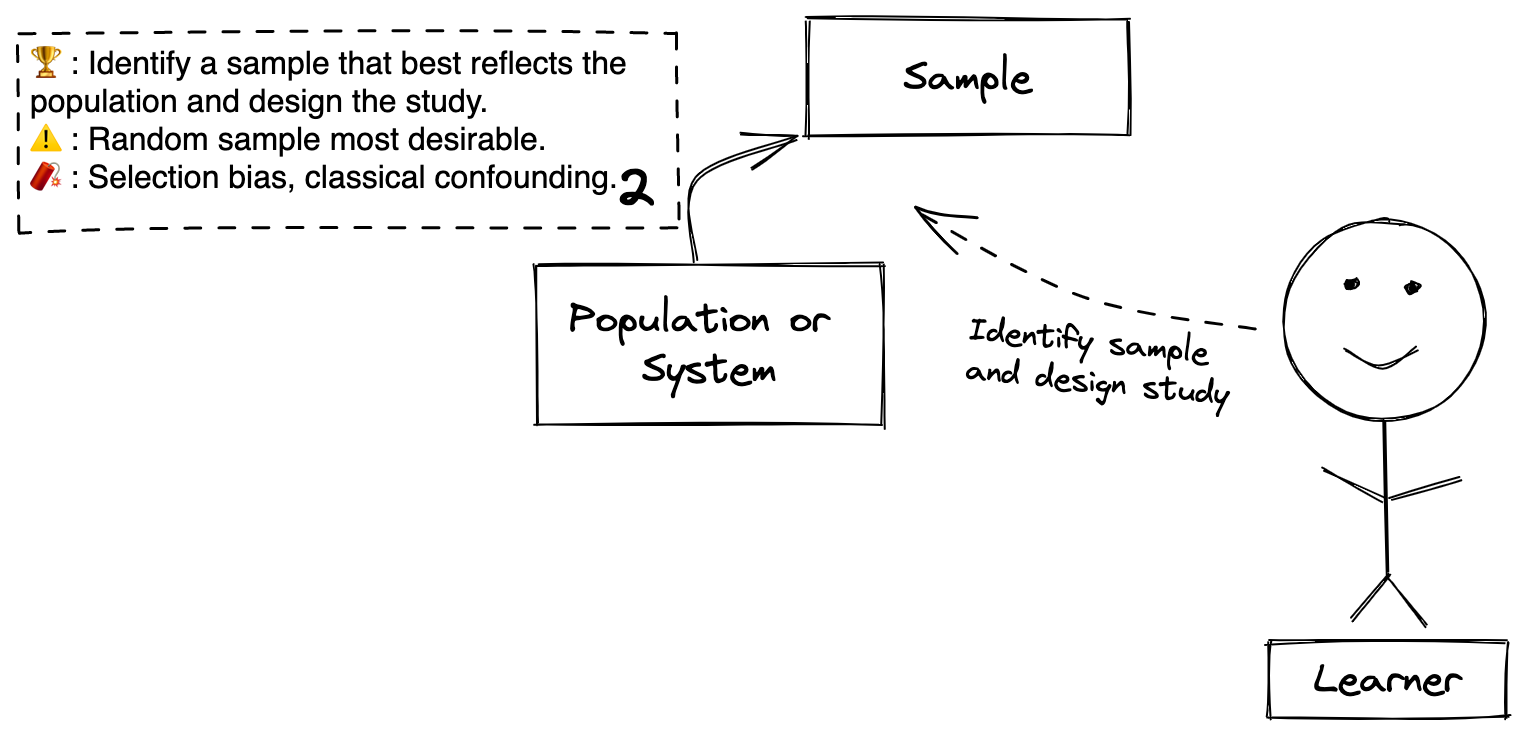 🏆 : Identify a sample that best reflects the
population and design the study.
⚠️ : Random sample most desirable.
🧨 : Selection bias, classical confounding.
2
Sample
Population or
System
Identify sample
and design study
Learner